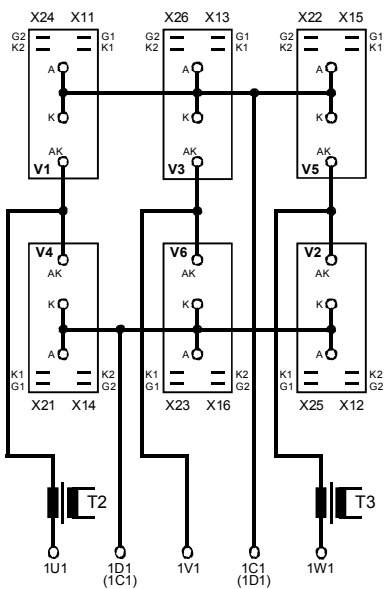 X24 X11 X26 X13 X22 X15
G2 G1 G2 G1 G2 G1
K2 K1 K2 K1 K2 K1
A A A
K K K
AK AK AK
V1 V3 V5
V4 V6 V2
AK AK AK
K K K
A A A
K1 K2 K1 K2 K1 K2
G1 G2 G1 G2 G1 G2
X21 X14 X23 X16 X25 X12
T2 T3
1U1 1D1 1V1 1C1 1W1
(1C1) (1D1)